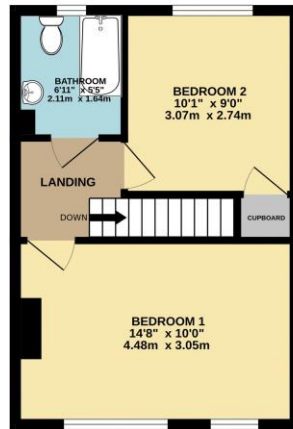 BATHROOM
6'11" x 5'5"
2.11m x 1.64m
BEDROOM 2
10'1" x 9'0"
3.07m x 2.74m
LANDING
DOWN
CUPBOARD
BEDROOM 1
14'8" x 10'0"
4.48m x 3.05m